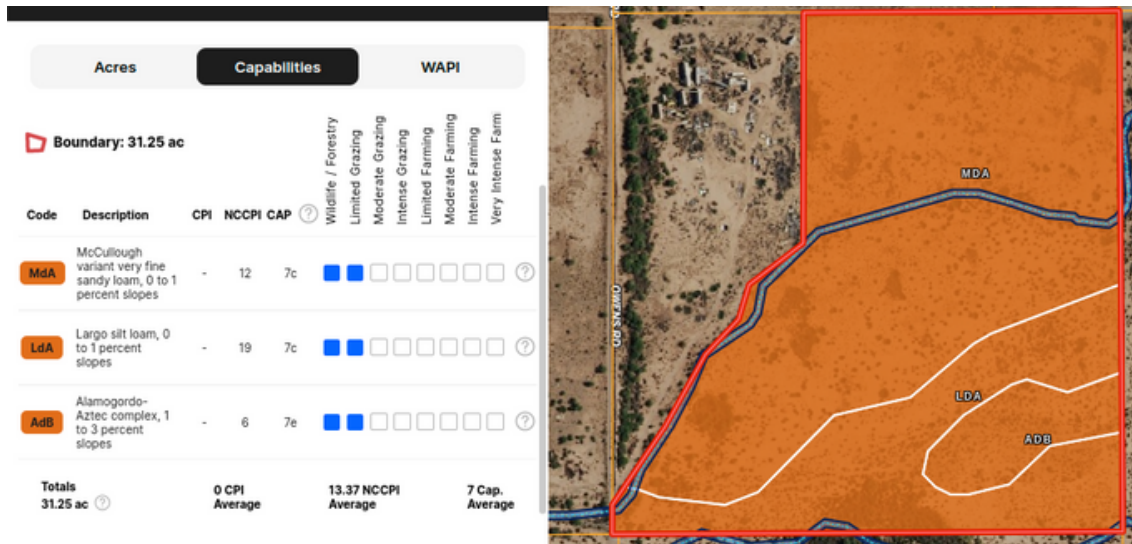 Acres Capabilities WAPI
Boundary: 31.25 ac
Wildlife / Forestry
Limited Grazing
Moderate Grazing
Intense Grazing
Limited Farming
Moderate Farming
Intense Farming
Very Intense Farm
Code Description CPI NCCPI CAP ?
MdA McCullough variant very fine sandy loam, 0 to 1 percent slopes - 12 7c ?
LdA Largo silt loam, 0 to 1 percent slopes - 19 7c ?
AdB Alamogordo-Aztec complex, 1 to 3 percent slopes - 6 7e ?
Totals
31.25 ac ?
0 CPI
Average
13.37 NCCPI
Average
7 Cap.
Average
MDA
OWENS RD
LDA
ADB